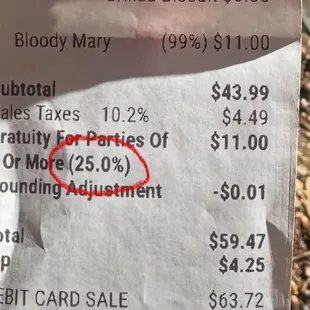 Bloody Mary (99%) $11.00
ubtotal $43.99
ales Taxes 10.2% $4.49
ratuity For Parties Of $11.00
Or More (25.0%)
ounding Adjustment -$0.01
otal $59.47
p $4.25
EBIT CARD SALE $63.72